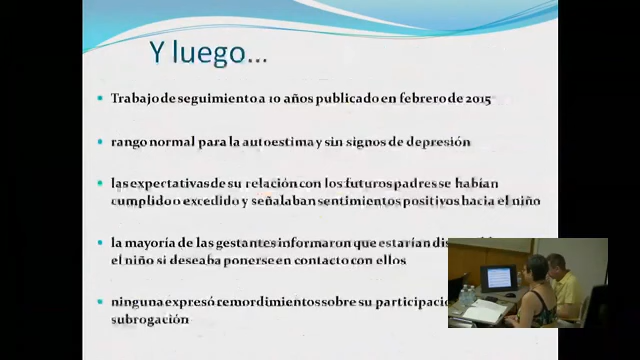 Y luego...
Trabajo de seguimiento a 10 años publicado en febrero de 2015
rango normal para la autoestima y sin signos de depresión
las expectativas de su relación con los futuros padres se habían
cumplido o excedido y señalaban sentimientos positivos hacia el niño
la mayoría de las gestantes informaron que estarían
el niño si deseaba ponerse en contacto con ellos
ninguna expresó remordimientos sobre su
subrogación